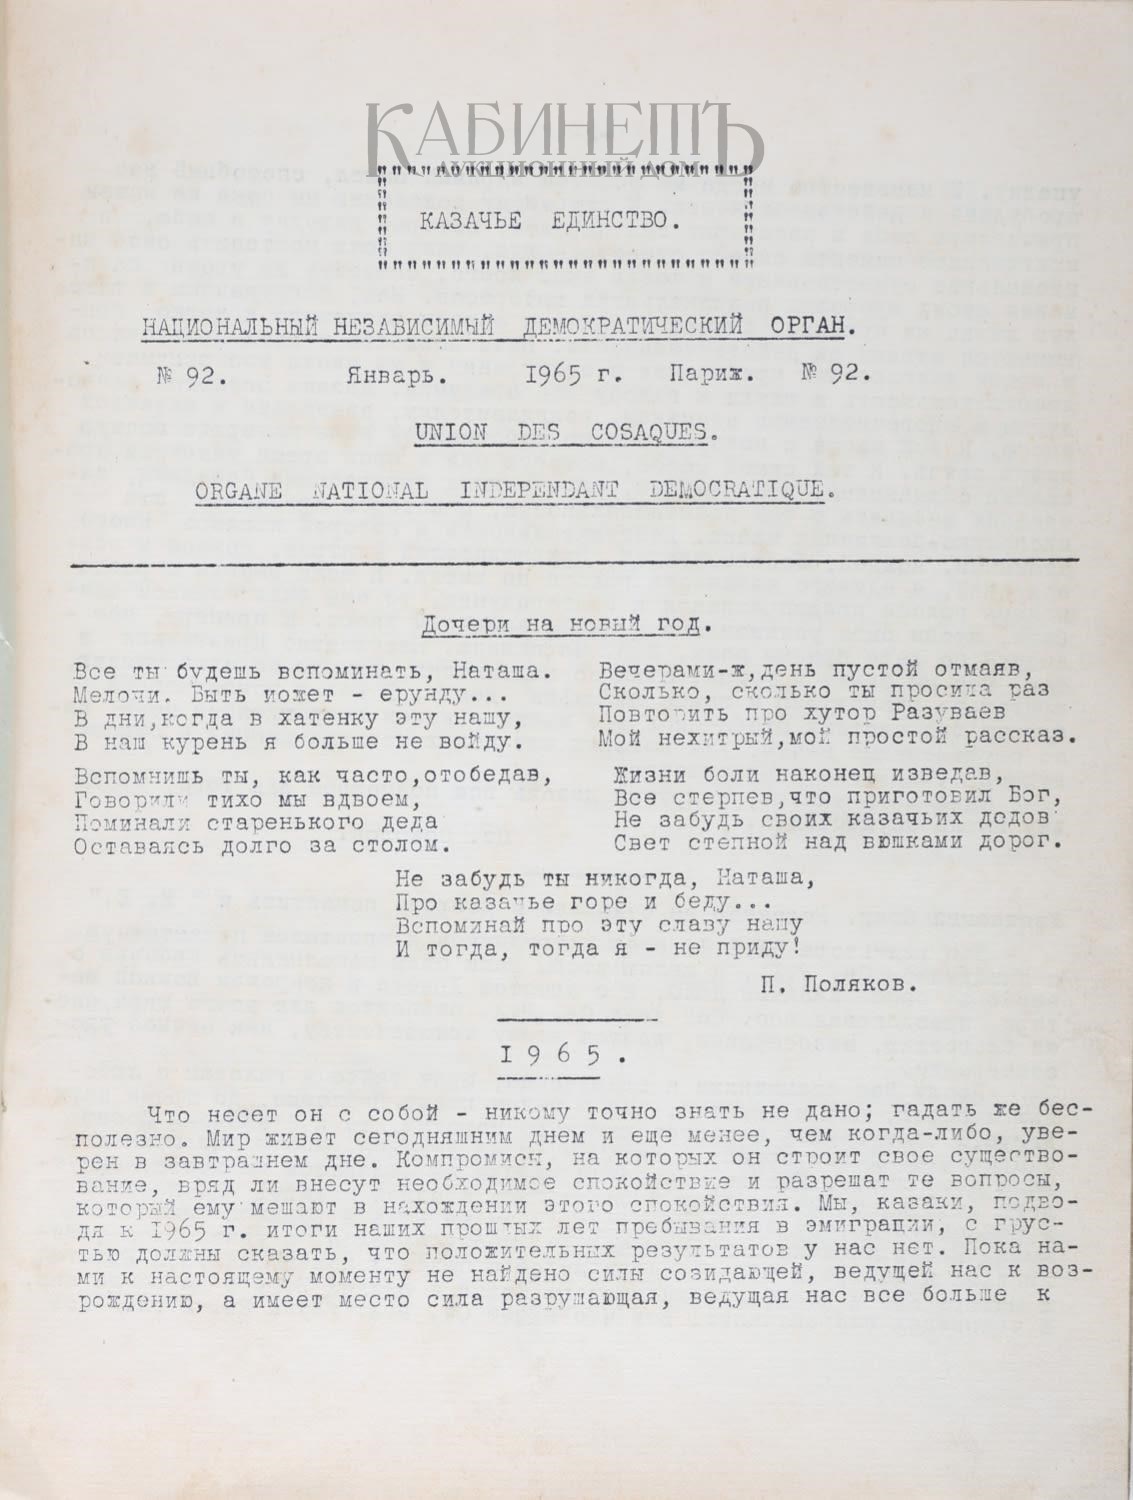 КАБИНЕТЪ
АУКЦИОННЫЙ ДОМ
КАЗАЧЬЕ ЕДИНСТВО.
НАЦИОНАЛЬНЫЙ НЕЗАВИСИМЫЙ ДЕМОКРАТИЧЕСКИЙ ОРГАН.
№ 92. Январь. 1965 г. Париж. № 92.
UNION DES COSAQUES.
ORGANE NATIONAL INDEPENDANT DEMOCRATIQUE.
Дочери на новый год.
Все ты будешь вспоминать, Наташа.
Мелочи. Быть может - ерунду...
В дни,когда в хатенку эту нашу,
В наш курень я больше не войду.
Вспомнишь ты, как часто,отобедав,
Говорили тихо мы вдвоем,
Поминали старенького деда
Оставаясь долго за столом.
Вечерами-ж,день пустой отмаяв,
Сколько, сколько ты просила раз
Повторить про хутор Разуваев
Мой нехитрый,мой простой рассказ.
Жизни боли наконец изведав,
Все стерпев,что приготовил Бог,
Не забудь своих казачьих дедов
Свет степной над вюшками дорог.
Не забудь ты никогда, Наташа,
Про казачье горе и беду...
Вспоминай про эту славу нашу
И тогда, тогда я - не приду!
П. Поляков.
1965.
Что несет он с собой - никому точно знать не дано; гадать же бес-
полезно. Мир живет сегодняшним днем и еще менее, чем когда-либо, уве-
рен в завтрашнем дне. Компромисы, на которых он строит свое существо-
вание, вряд ли внесут необходимое спокойствие и разрешат те вопросы,
который ему мешают в нахождении этого спокойствия. Мы, казаки, подво-
дя к 1965 г. итоги наших прошлых лет пребывания в эмиграции, с грус-
тью должны сказать, что положительных результатов у нас нет. Пока на-
ми к настоящему моменту не найдено силы созидающей, ведущей нас к воз-
рождению, а имеет место сила разрушающая, ведущая нас все больше к